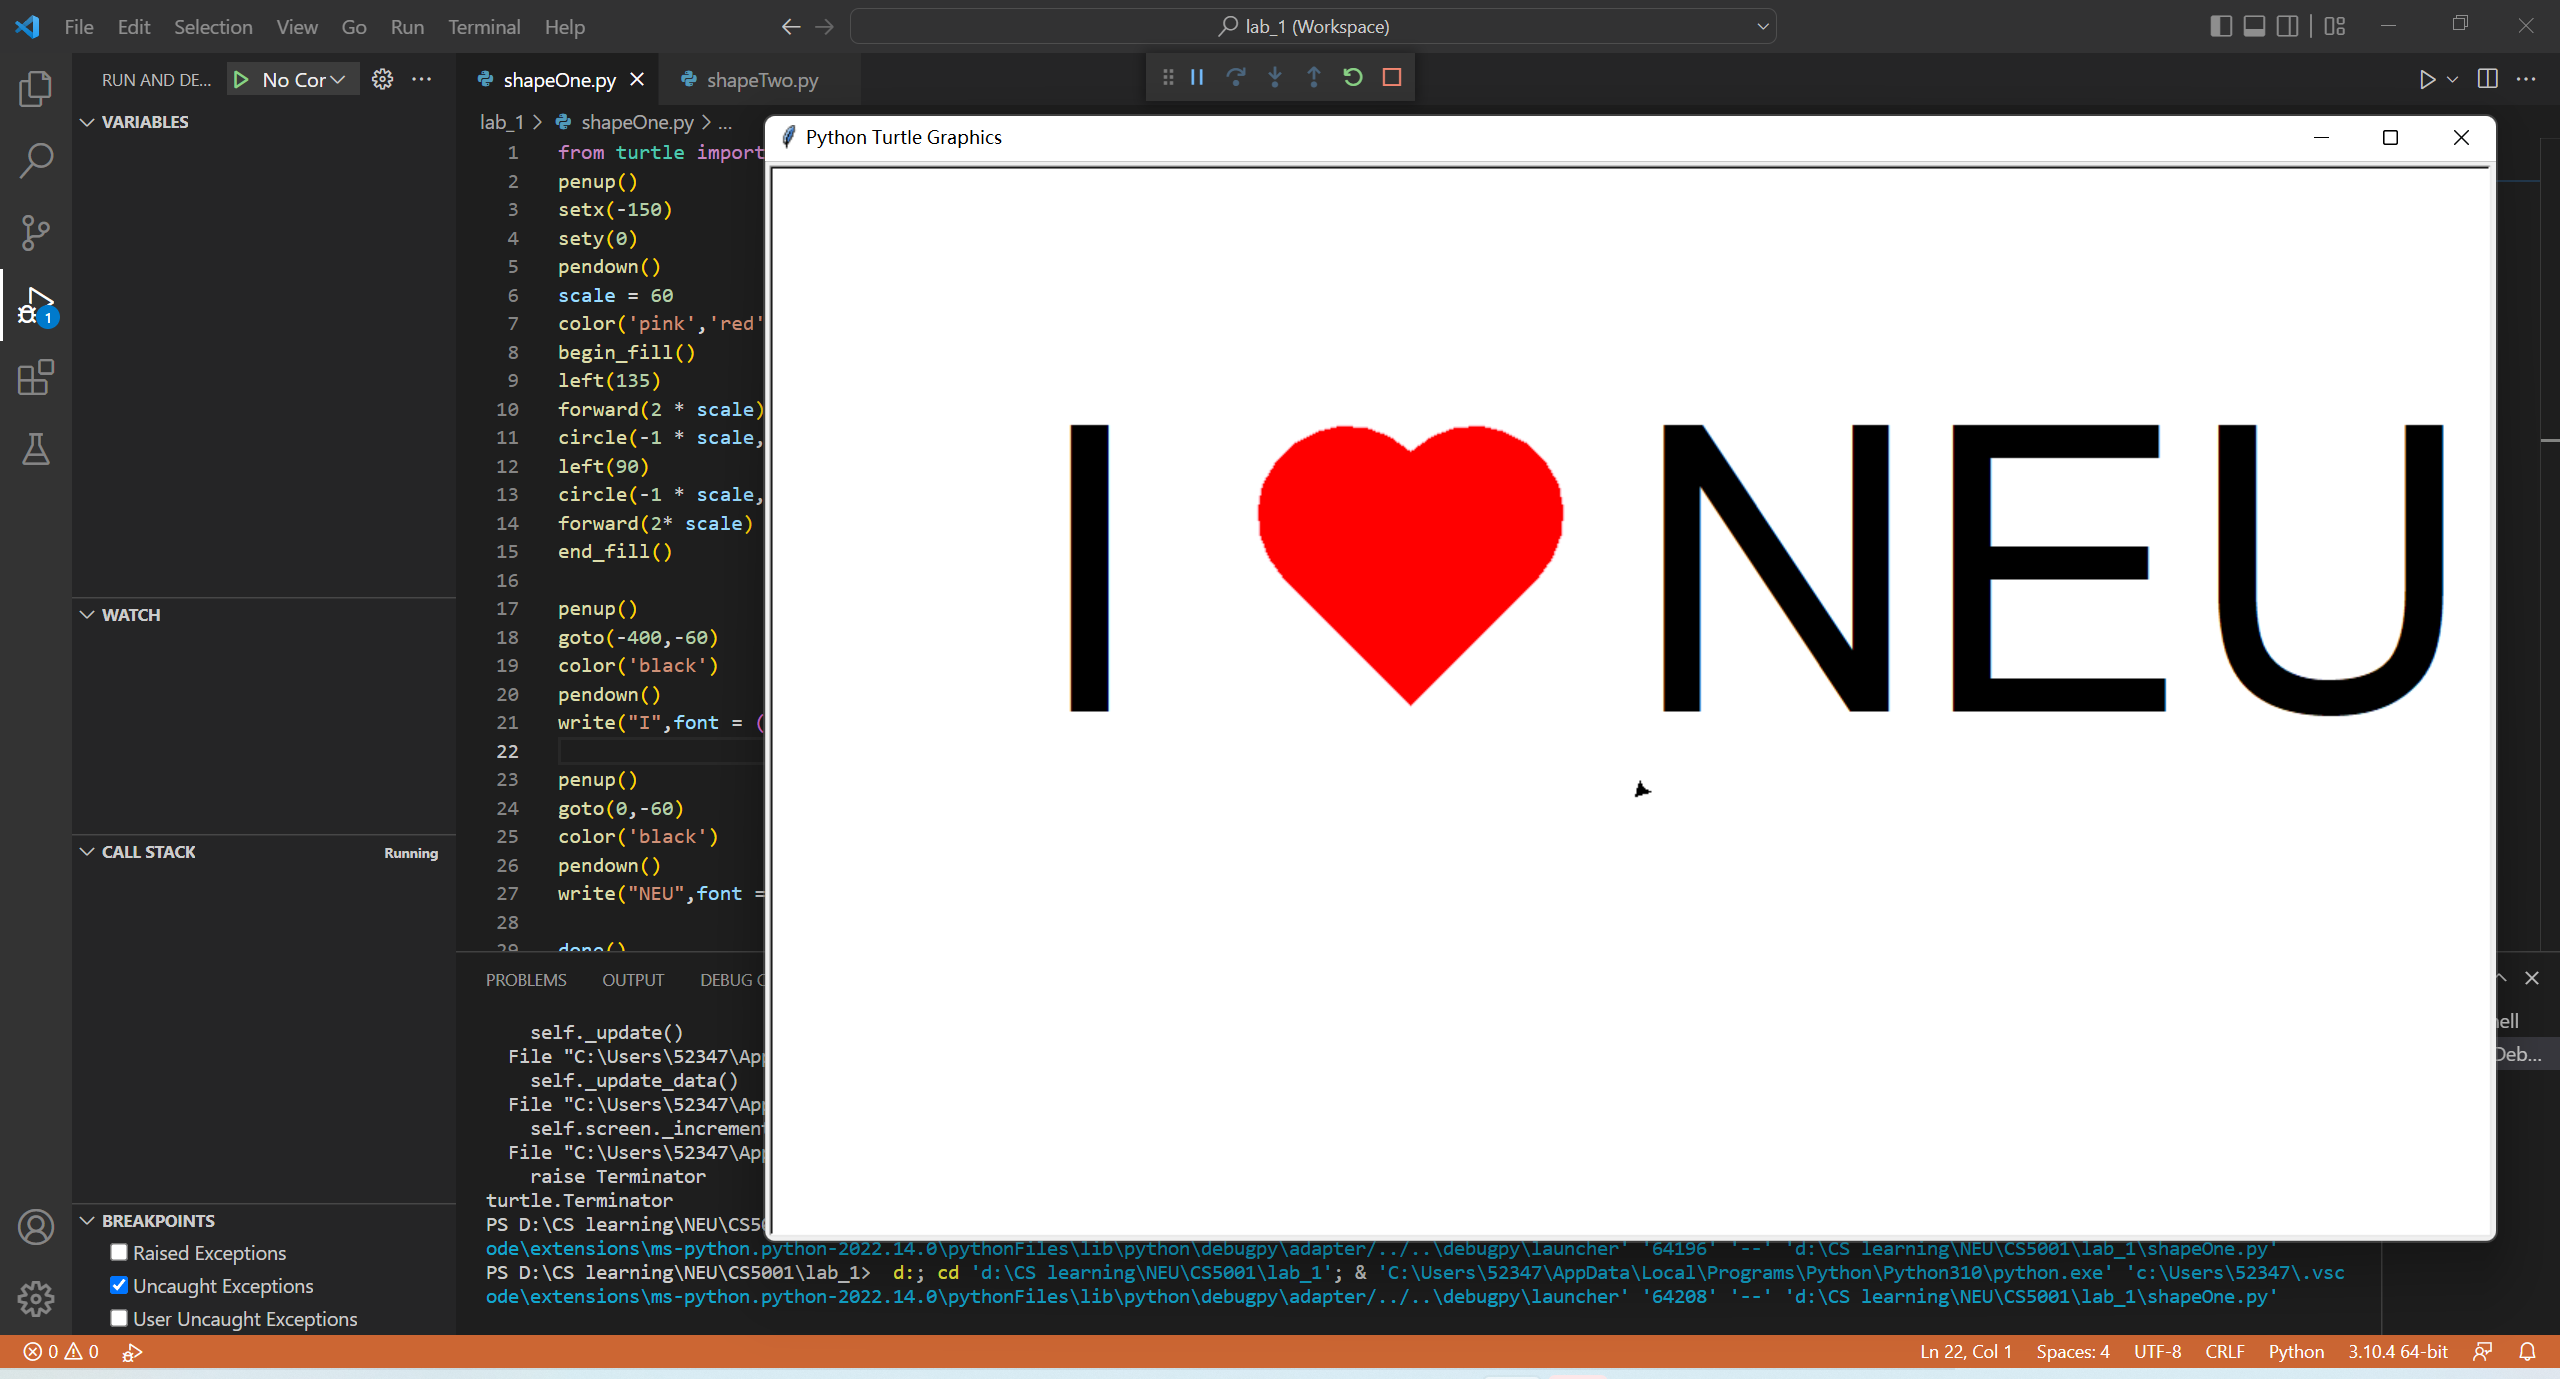 File Edit Selection View Go Run Terminal Help
lab_1 (Workspace)
RUN AND DE... No Cor
shapeOne.py shapeTwo.py
VARIABLES
lab_1 > shapeOne.py > ...
Python Turtle Graphics
1 from turtle import
2 penup()
3 setx(-150)
4 sety(0)
5 pendown()
6 scale = 60
7 color('pink','red'
8 begin_fill()
9 left(135)
10 forward(2 * scale)
11 circle(-1 * scale,
12 left(90)
13 circle(-1 * scale,
14 forward(2* scale)
15 end_fill()
16
17 penup()
18 goto(-400,-60)
19 color('black')
20 pendown()
21 write("I",font = (
22
23 penup()
24 goto(0,-60)
25 color('black')
26 pendown()
27 write("NEU",font =
28
29 done()
I NEU
WATCH
CALL STACK Running
BREAKPOINTS
Raised Exceptions
Uncaught Exceptions
User Uncaught Exceptions
1
PROBLEMS OUTPUT DEBUG C
self._update()
File "C:\Users\52347\App
self._update_data()
File "C:\Users\52347\App
self.screen._increment
File "C:\Users\52347\App
raise Terminator
turtle.Terminator
PS D:\CS learning\NEU\CS50
ode\extensions\ms-python.python-2022.14.0\pythonFiles\lib\python\debugpy\adapter/../..\debugpy\launcher' '64196' '--' 'd:\CS learning\NEU\CS5001\lab_1\shapeOne.py'
PS D:\CS learning\NEU\CS5001\lab_1> d:; cd 'd:\CS learning\NEU\CS5001\lab_1'; & 'C:\Users\52347\AppData\Local\Programs\Python\Python310\python.exe' 'c:\Users\52347\.vsc
ode\extensions\ms-python.python-2022.14.0\pythonFiles\lib\python\debugpy\adapter/../..\debugpy\launcher' '64208' '--' 'd:\CS learning\NEU\CS5001\lab_1\shapeOne.py'
ell
Deb...
0 0 Ln 22, Col 1 Spaces: 4 UTF-8 CRLF Python 3.10.4 64-bit